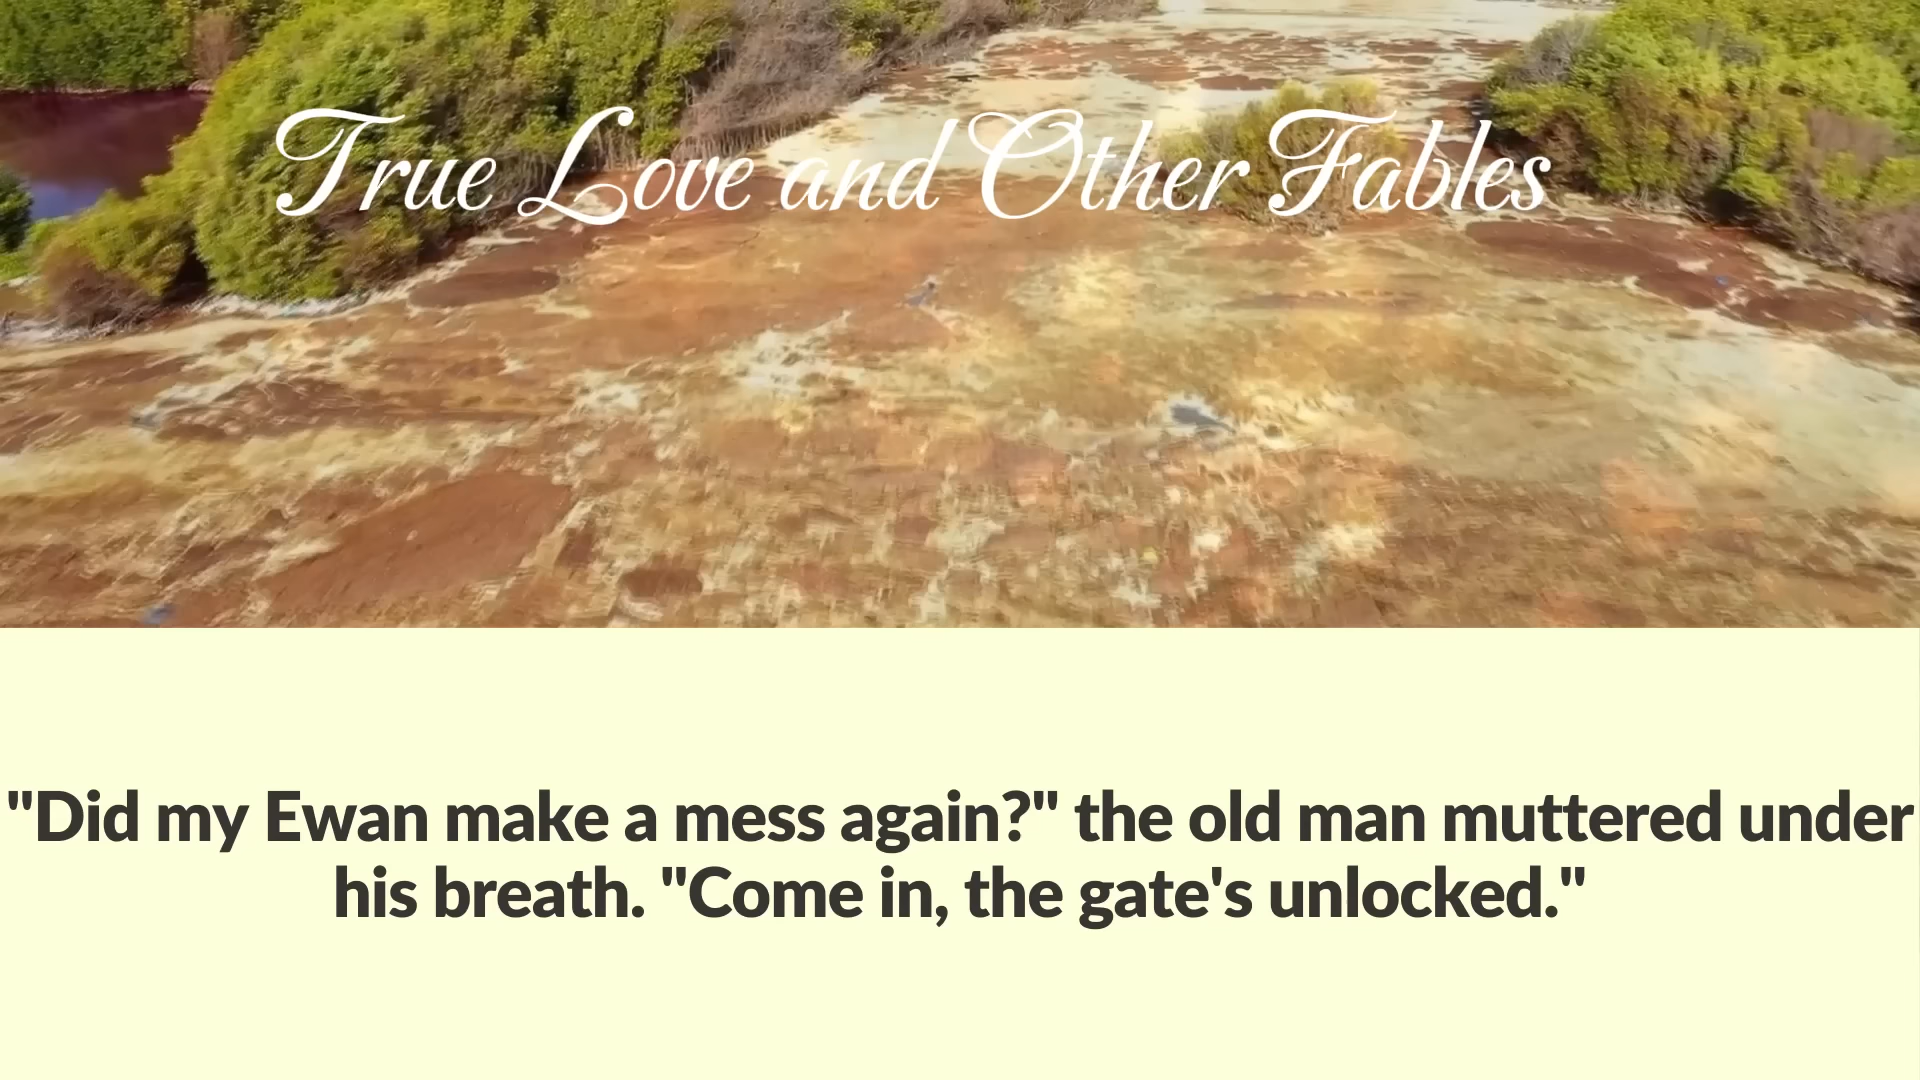 True Love and Other Fables
"Did my Ewan make a mess again?" the old man muttered under
his breath. "Come in, the gate's unlocked."